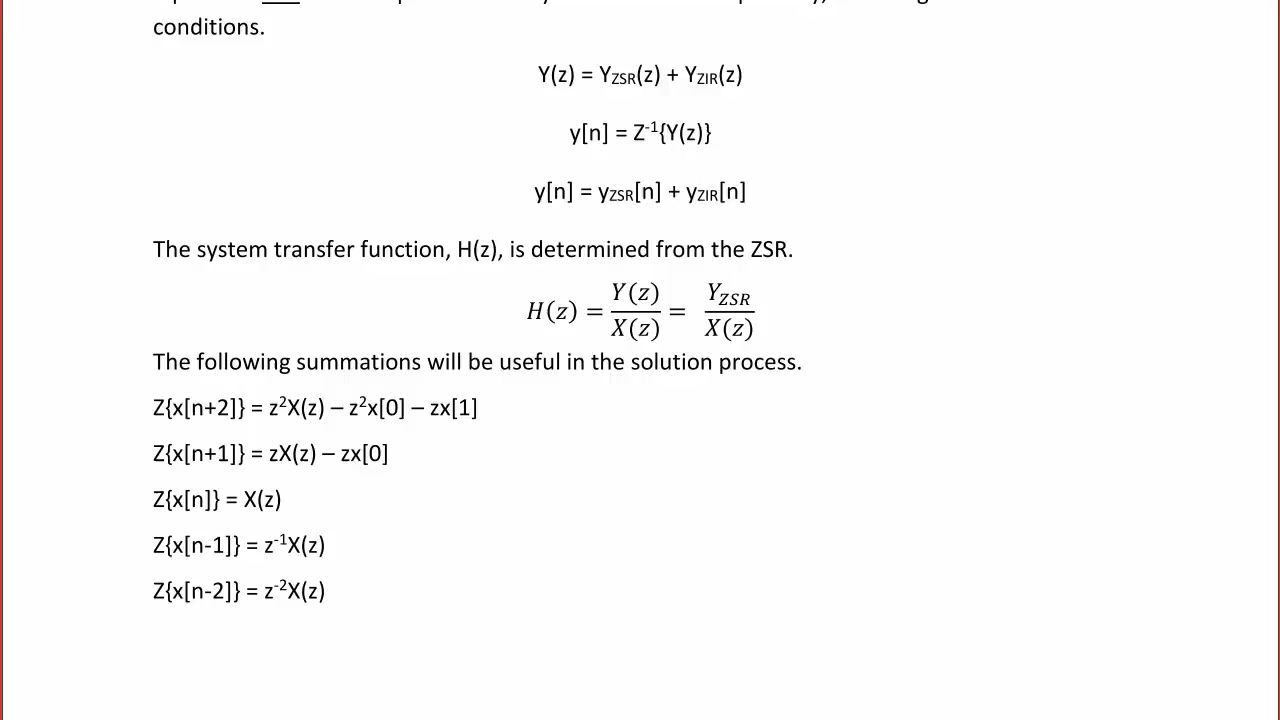 conditions.
Y(z) = Y_ZSR(z) + Y_ZIR(z)
y[n] = Z^-1{Y(z)}
y[n] = y_ZSR[n] + y_ZIR[n]
The system transfer function, H(z), is determined from the ZSR.
H(z) = Y(z)/X(z) = Y_ZSR/X(z)
The following summations will be useful in the solution process.
Z{x[n+2]} = z^2X(z) – z^2x[0] – zx[1]
Z{x[n+1]} = zX(z) – zx[0]
Z{x[n]} = X(z)
Z{x[n-1]} = z^-1X(z)
Z{x[n-2]} = z^-2X(z)